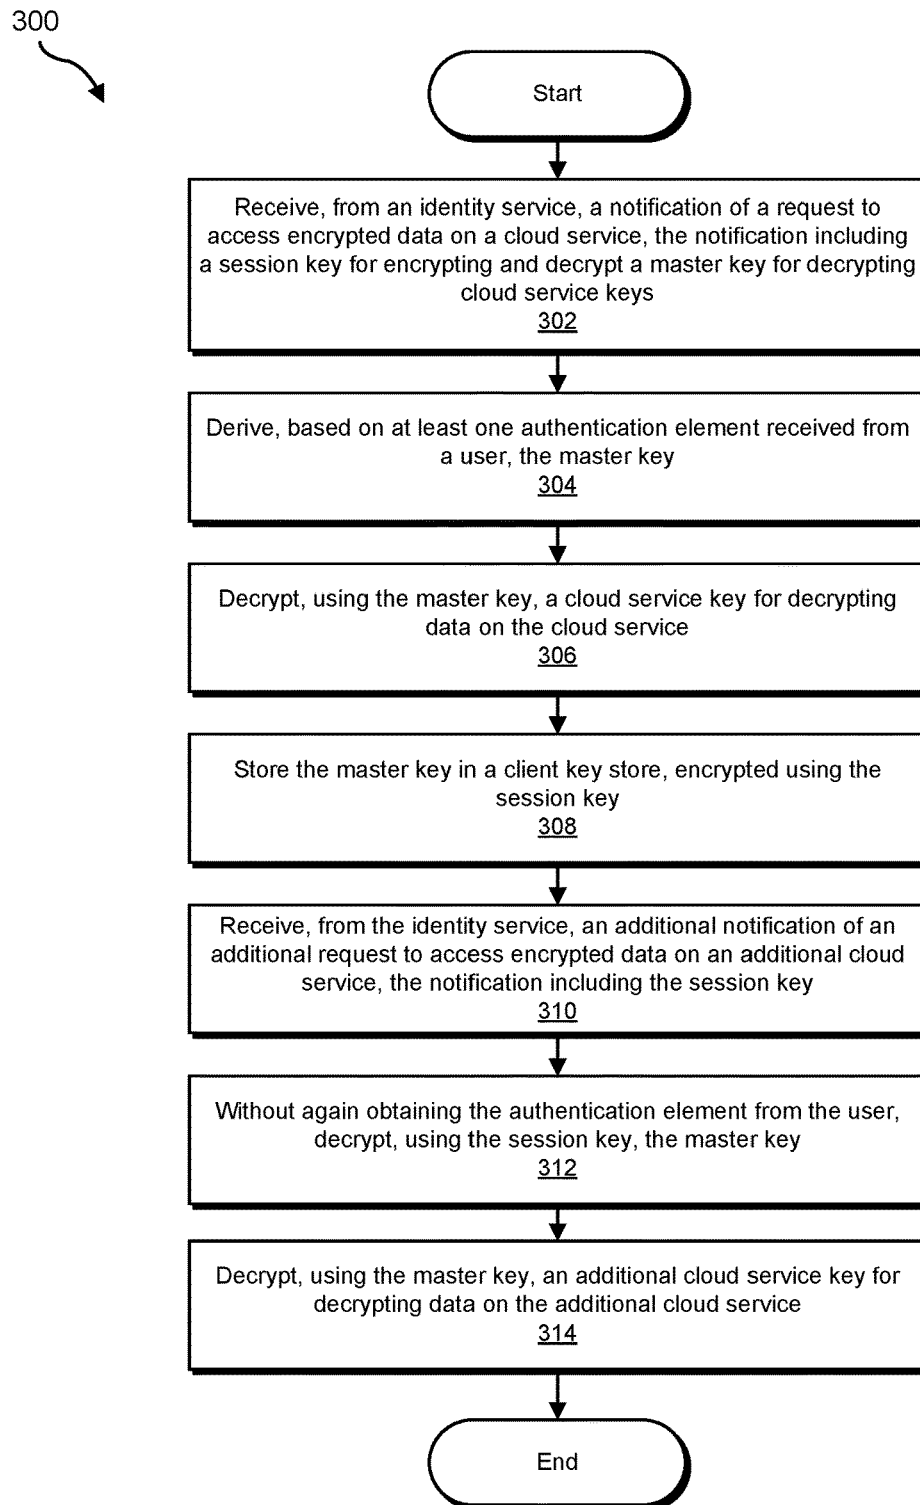 300
Start
Receive, from an identity service, a notification of a request to
access encrypted data on a cloud service, the notification including
a session key for encrypting and decrypt a master key for decrypting
cloud service keys
302
Derive, based on at least one authentication element received from
a user, the master key
304
Decrypt, using the master key, a cloud service key for decrypting
data on the cloud service
306
Store the master key in a client key store, encrypted using the
session key
308
Receive, from the identity service, an additional notification of an
additional request to access encrypted data on an additional cloud
service, the notification including the session key
310
Without again obtaining the authentication element from the user,
decrypt, using the session key, the master key
312
Decrypt, using the master key, an additional cloud service key for
decrypting data on the additional cloud service
314
End